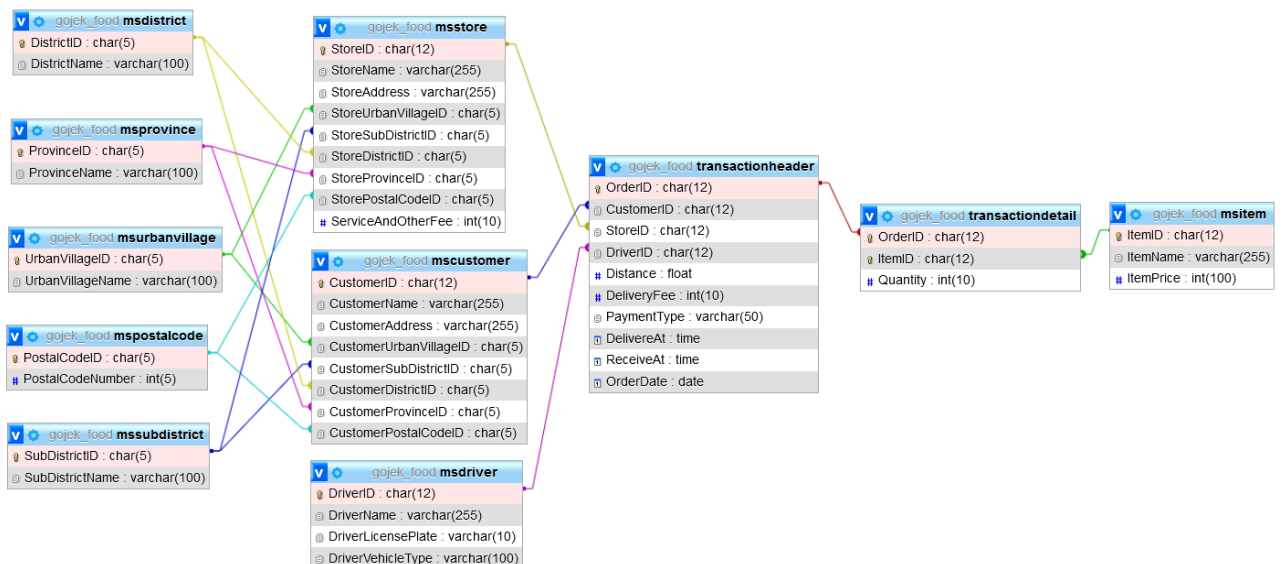 gojek_food msdistrict
DistrictID : char(5)
DistrictName : varchar(100)
gojek_food msprovince
ProvinceID : char(5)
ProvinceName : varchar(100)
gojek_food msurbanvillage
UrbanVillageID : char(5)
UrbanVillageName : varchar(100)
gojek_food mspostalcode
PostalCodeID : char(5)
# PostalCodeNumber : int(5)
gojek_food mssubdistrict
SubDistrictID : char(5)
SubDistrictName : varchar(100)
gojek_food msstore
StoreID : char(12)
StoreName : varchar(255)
StoreAddress : varchar(255)
StoreUrbanVillageID : char(5)
StoreSubDistrictID : char(5)
StoreDistrictID : char(5)
StoreProvinceID : char(5)
StorePostalCodeID : char(5)
# ServiceAndOtherFee : int(10)
gojek_food mscustomer
CustomerID : char(12)
CustomerName : varchar(255)
CustomerAddress : varchar(255)
CustomerUrbanVillageID : char(5)
CustomerSubDistrictID : char(5)
CustomerDistrictID : char(5)
CustomerProvinceID : char(5)
CustomerPostalCodeID : char(5)
gojek_food msdriver
DriverID : char(12)
DriverName : varchar(255)
DriverLicensePlate : varchar(10)
DriverVehicleType : varchar(100)
gojek_food transactionheader
OrderID : char(12)
CustomerID : char(12)
StoreID : char(12)
DriverID : char(12)
# Distance : float
# DeliveryFee : int(10)
PaymentType : varchar(50)
DelivereAt : time
ReceiveAt : time
OrderDate : date
gojek_food transactiondetail
OrderID : char(12)
ItemID : char(12)
# Quantity : int(10)
gojek_food msitem
ItemID : char(12)
ItemName : varchar(255)
# ItemPrice : int(100)